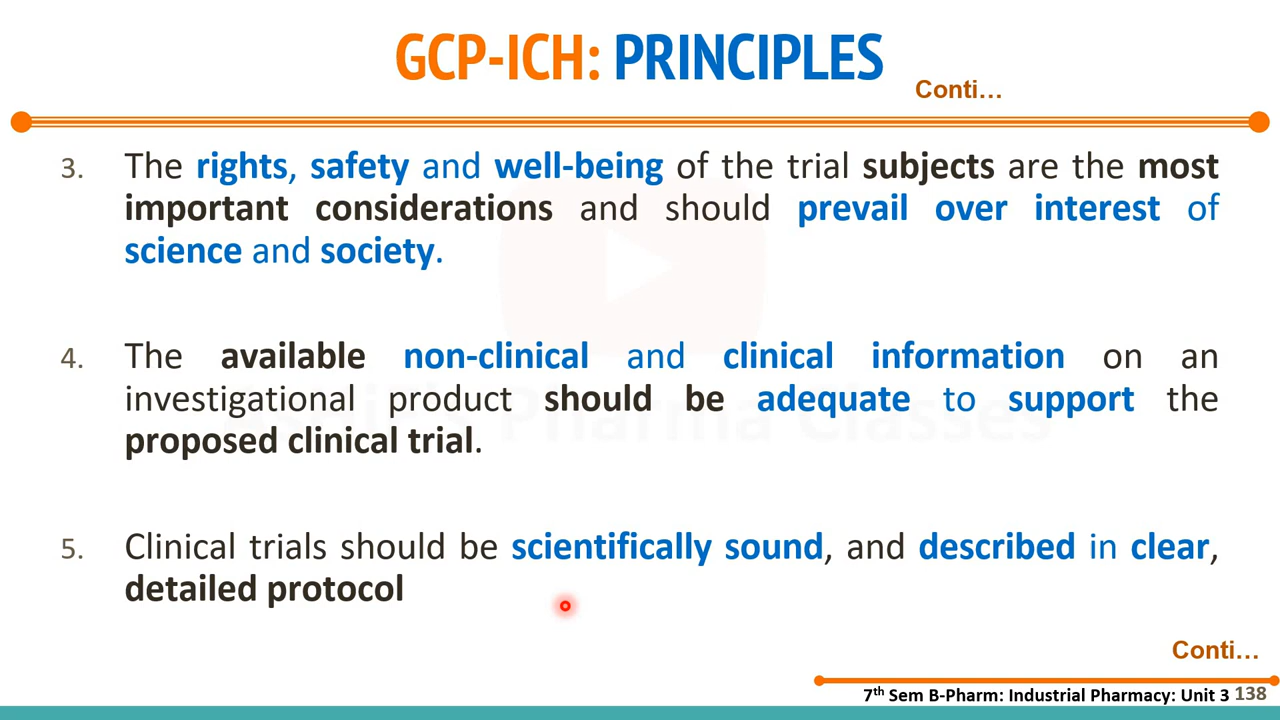 GCP-ICH: PRINCIPLES
Conti…
3. The rights, safety and well-being of the trial subjects are the most
important considerations and should prevail over interest of
science and society.
4. The available non-clinical and clinical information on an
investigational product should be adequate to support the
proposed clinical trial.
5. Clinical trials should be scientifically sound, and described in clear,
detailed protocol
Conti…
7th Sem B-Pharm: Industrial Pharmacy: Unit 3 138
Pharma Classes